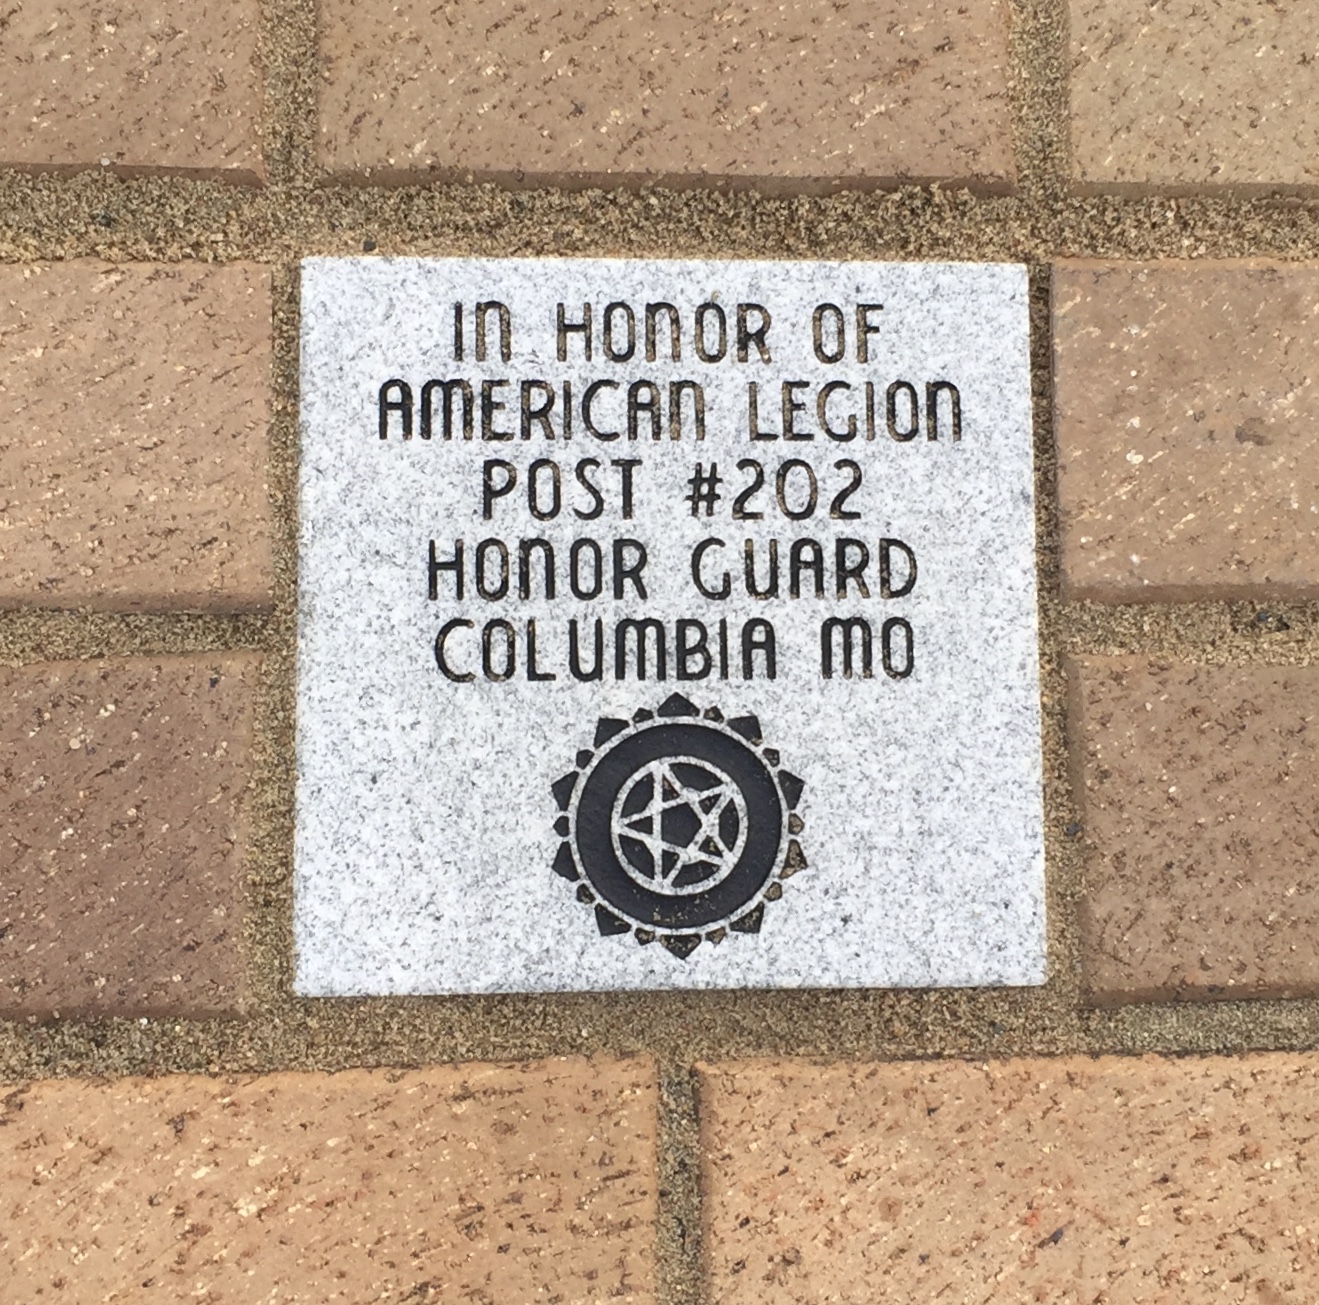 IN HONOR OF
AMERICAN LEGION
POST #202
HONOR GUARD
COLUMBIA MO